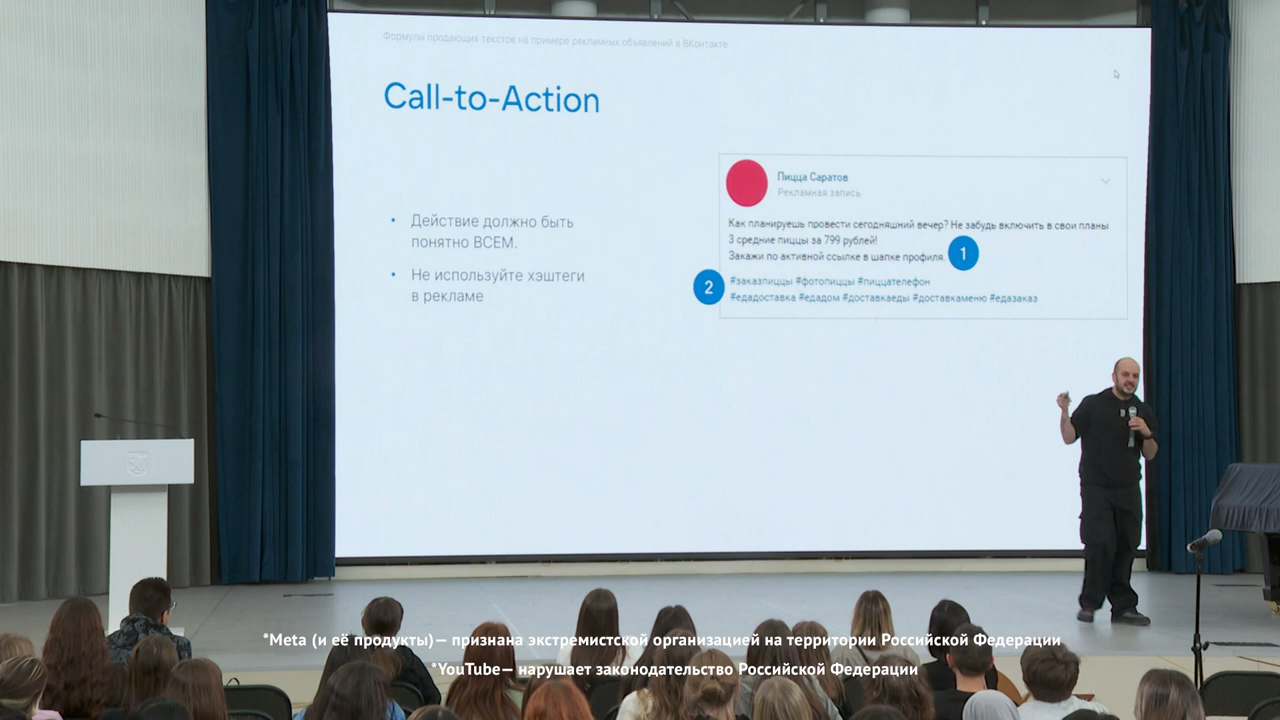 Формулы продающих текстов на примере рекламных объявлений в ВКонтакте
Call-to-Action
• Действие должно быть
понятно ВСЕМ.
• Не используйте хэштеги
в рекламе
Пицца Саратов
Рекламная запись
Как планируешь провести сегодняшний вечер? Не забудь включить в свои планы
3 средние пиццы за 799 рублей!
Закажи по активной ссылке в шапке профиля.
1
2
#заказпиццы #фотопиццы #пиццателефон
#едадоставка #едадом #доставкаеды #доставкаменю #едазаказ
*Meta (и её продукты)— признана экстремистской организацией на территории Российской Федерации
*YouTube— нарушает законодательство Российской Федерации